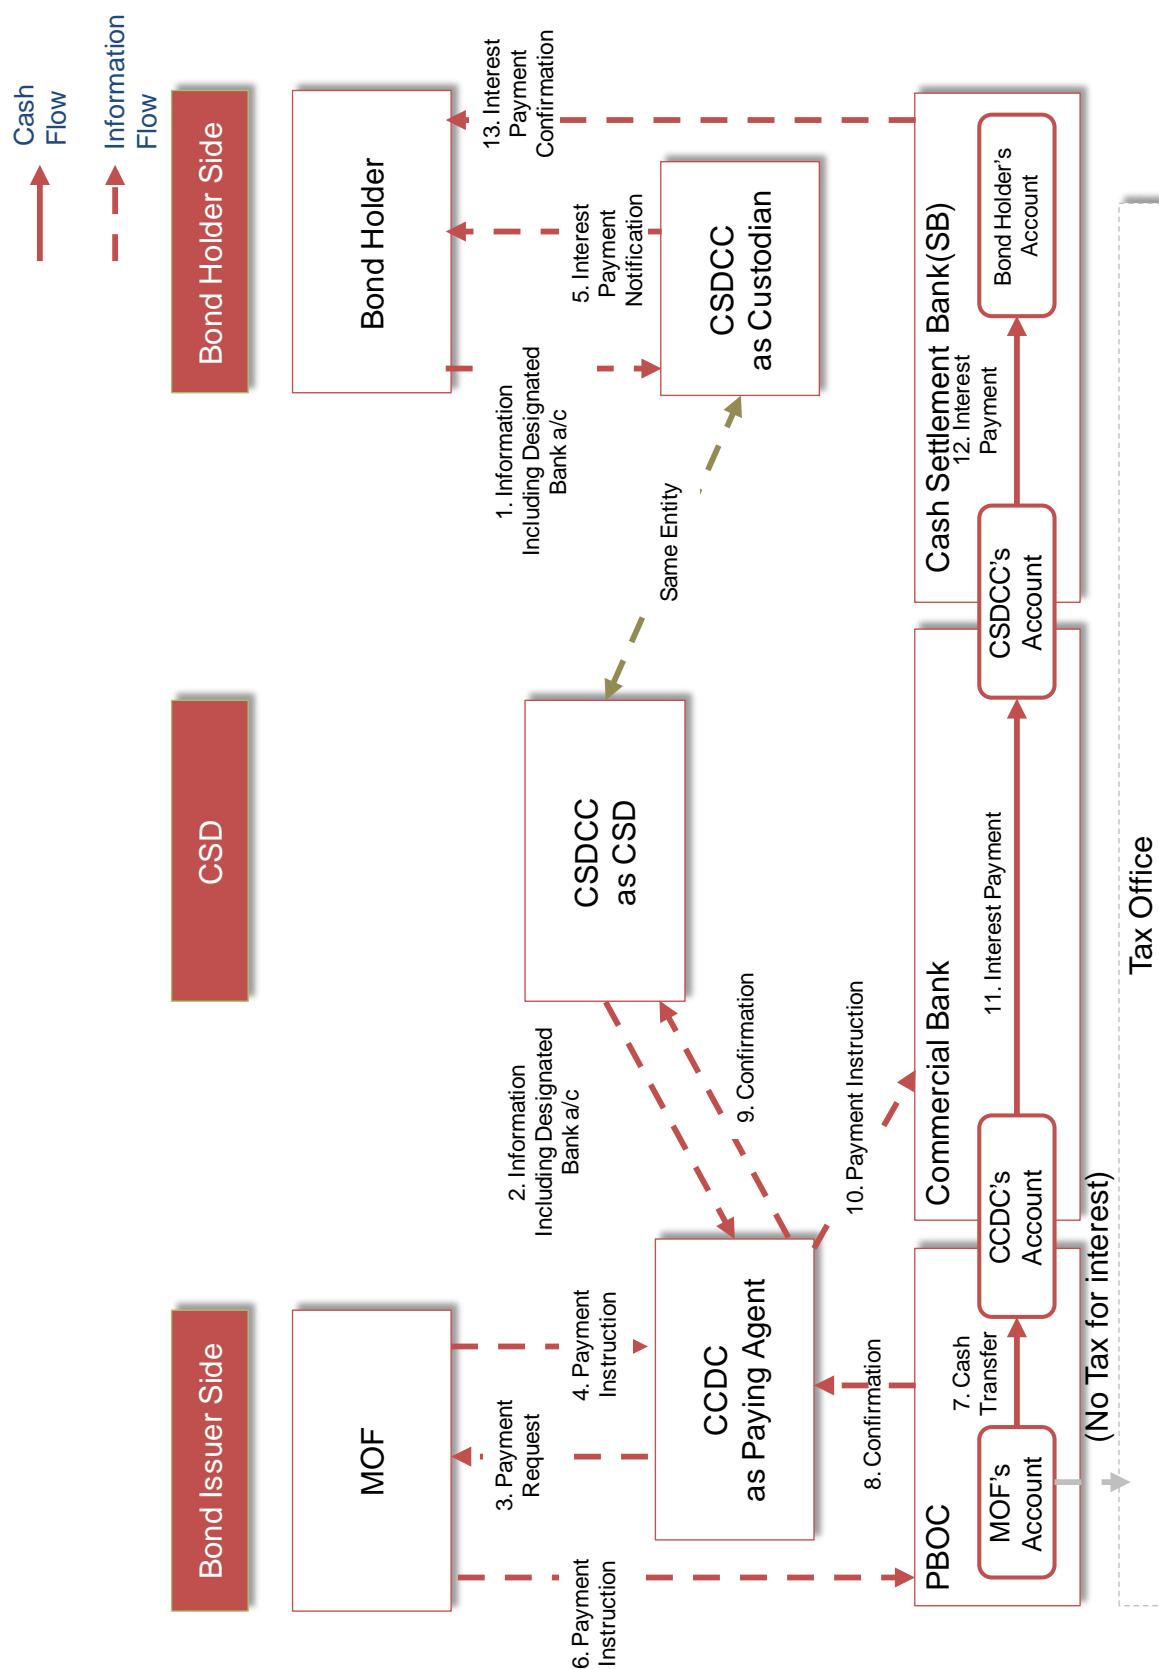 Cash
Flow
Information
Flow
Bond Issuer Side
CSD
Bond Holder Side
MOF
Bond Holder
6. Payment
Instruction
3. Payment
Request
4. Payment
Instruction
2. Information
Including Designated
Bank a/c
CSDCC
as CSD
Same Entity
1. Information
Including Designated
Bank a/c
5. Interest
Payment
Notification
13. Interest
Payment
Confirmation
CCDC
as Paying Agent
9. Confirmation
CSDCC
as Custodian
8. Confirmation
10. Payment Instruction
PBOC
7. Cash
Transfer
MOF's
Account
CCDC's
Account
Commercial Bank
11. Interest Payment
CSDCC's
Account
Cash Settlement Bank(SB)
12. Interest
Payment
Bond Holder's
Account
(No Tax for interest)
Tax Office